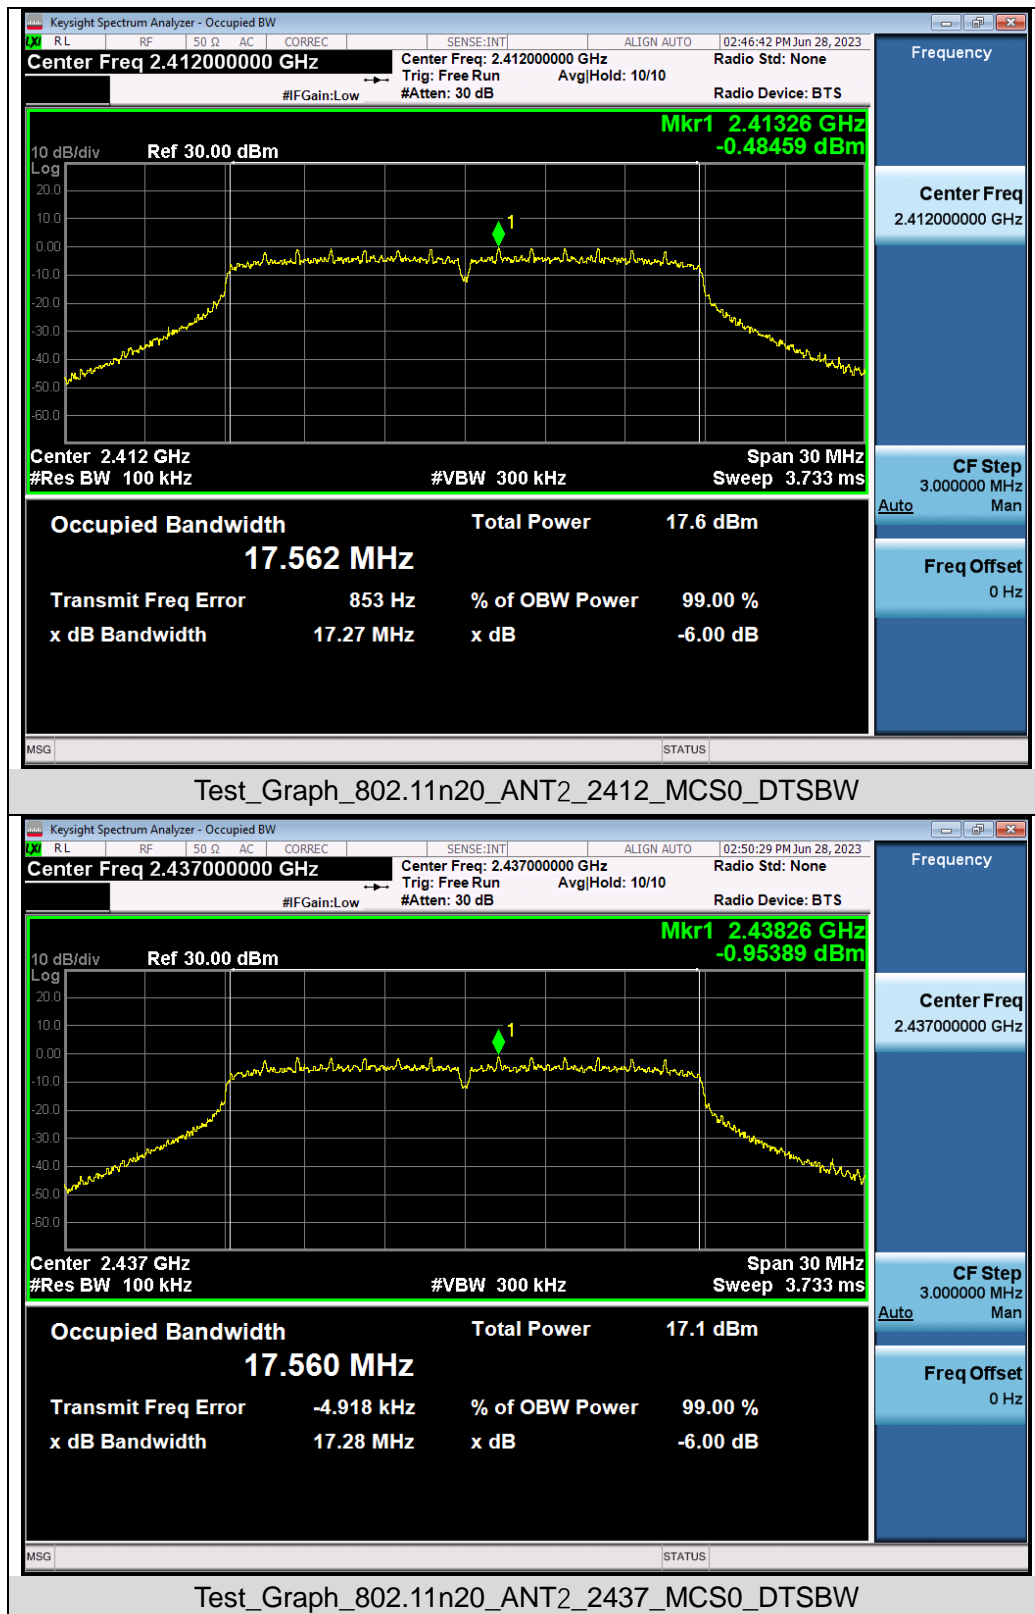 Keysight Spectrum Analyzer - Occupied BW
LXI RL RF 50 Ω AC CORREC SENSE:INT ALIGN AUTO 02:46:42 PM Jun 28, 2023
Center Freq 2.412000000 GHz
Center Freq: 2.412000000 GHz Radio Std: None
Trig: Free Run Avg|Hold: 10/10
#IFGain:Low #Atten: 30 dB Radio Device: BTS
Frequency
Mkr1 2.41326 GHz
-0.48459 dBm
10 dB/div Ref 30.00 dBm
Log
20.0
10.0
0.00
-10.0
-20.0
-30.0
-40.0
-50.0
-60.0
1
Center 2.412 GHz Span 30 MHz
#Res BW 100 kHz #VBW 300 kHz Sweep 3.733 ms
Center Freq
2.412000000 GHz
CF Step
3.000000 MHz
Auto Man
Freq Offset
0 Hz
Occupied Bandwidth Total Power 17.6 dBm
17.562 MHz
Transmit Freq Error 853 Hz % of OBW Power 99.00 %
x dB Bandwidth 17.27 MHz x dB -6.00 dB
MSG STATUS
Test_Graph_802.11n20_ANT2_2412_MCS0_DTSBW
Keysight Spectrum Analyzer - Occupied BW
LXI RL RF 50 Ω AC CORREC SENSE:INT ALIGN AUTO 02:50:29 PM Jun 28, 2023
Center Freq 2.437000000 GHz
Center Freq: 2.437000000 GHz Radio Std: None
Trig: Free Run Avg|Hold: 10/10
#IFGain:Low #Atten: 30 dB Radio Device: BTS
Frequency
Mkr1 2.43826 GHz
-0.95389 dBm
10 dB/div Ref 30.00 dBm
Log
20.0
10.0
0.00
-10.0
-20.0
-30.0
-40.0
-50.0
-60.0
1
Center 2.437 GHz Span 30 MHz
#Res BW 100 kHz #VBW 300 kHz Sweep 3.733 ms
Center Freq
2.437000000 GHz
CF Step
3.000000 MHz
Auto Man
Freq Offset
0 Hz
Occupied Bandwidth Total Power 17.1 dBm
17.560 MHz
Transmit Freq Error -4.918 kHz % of OBW Power 99.00 %
x dB Bandwidth 17.28 MHz x dB -6.00 dB
MSG STATUS
Test_Graph_802.11n20_ANT2_2437_MCS0_DTSBW